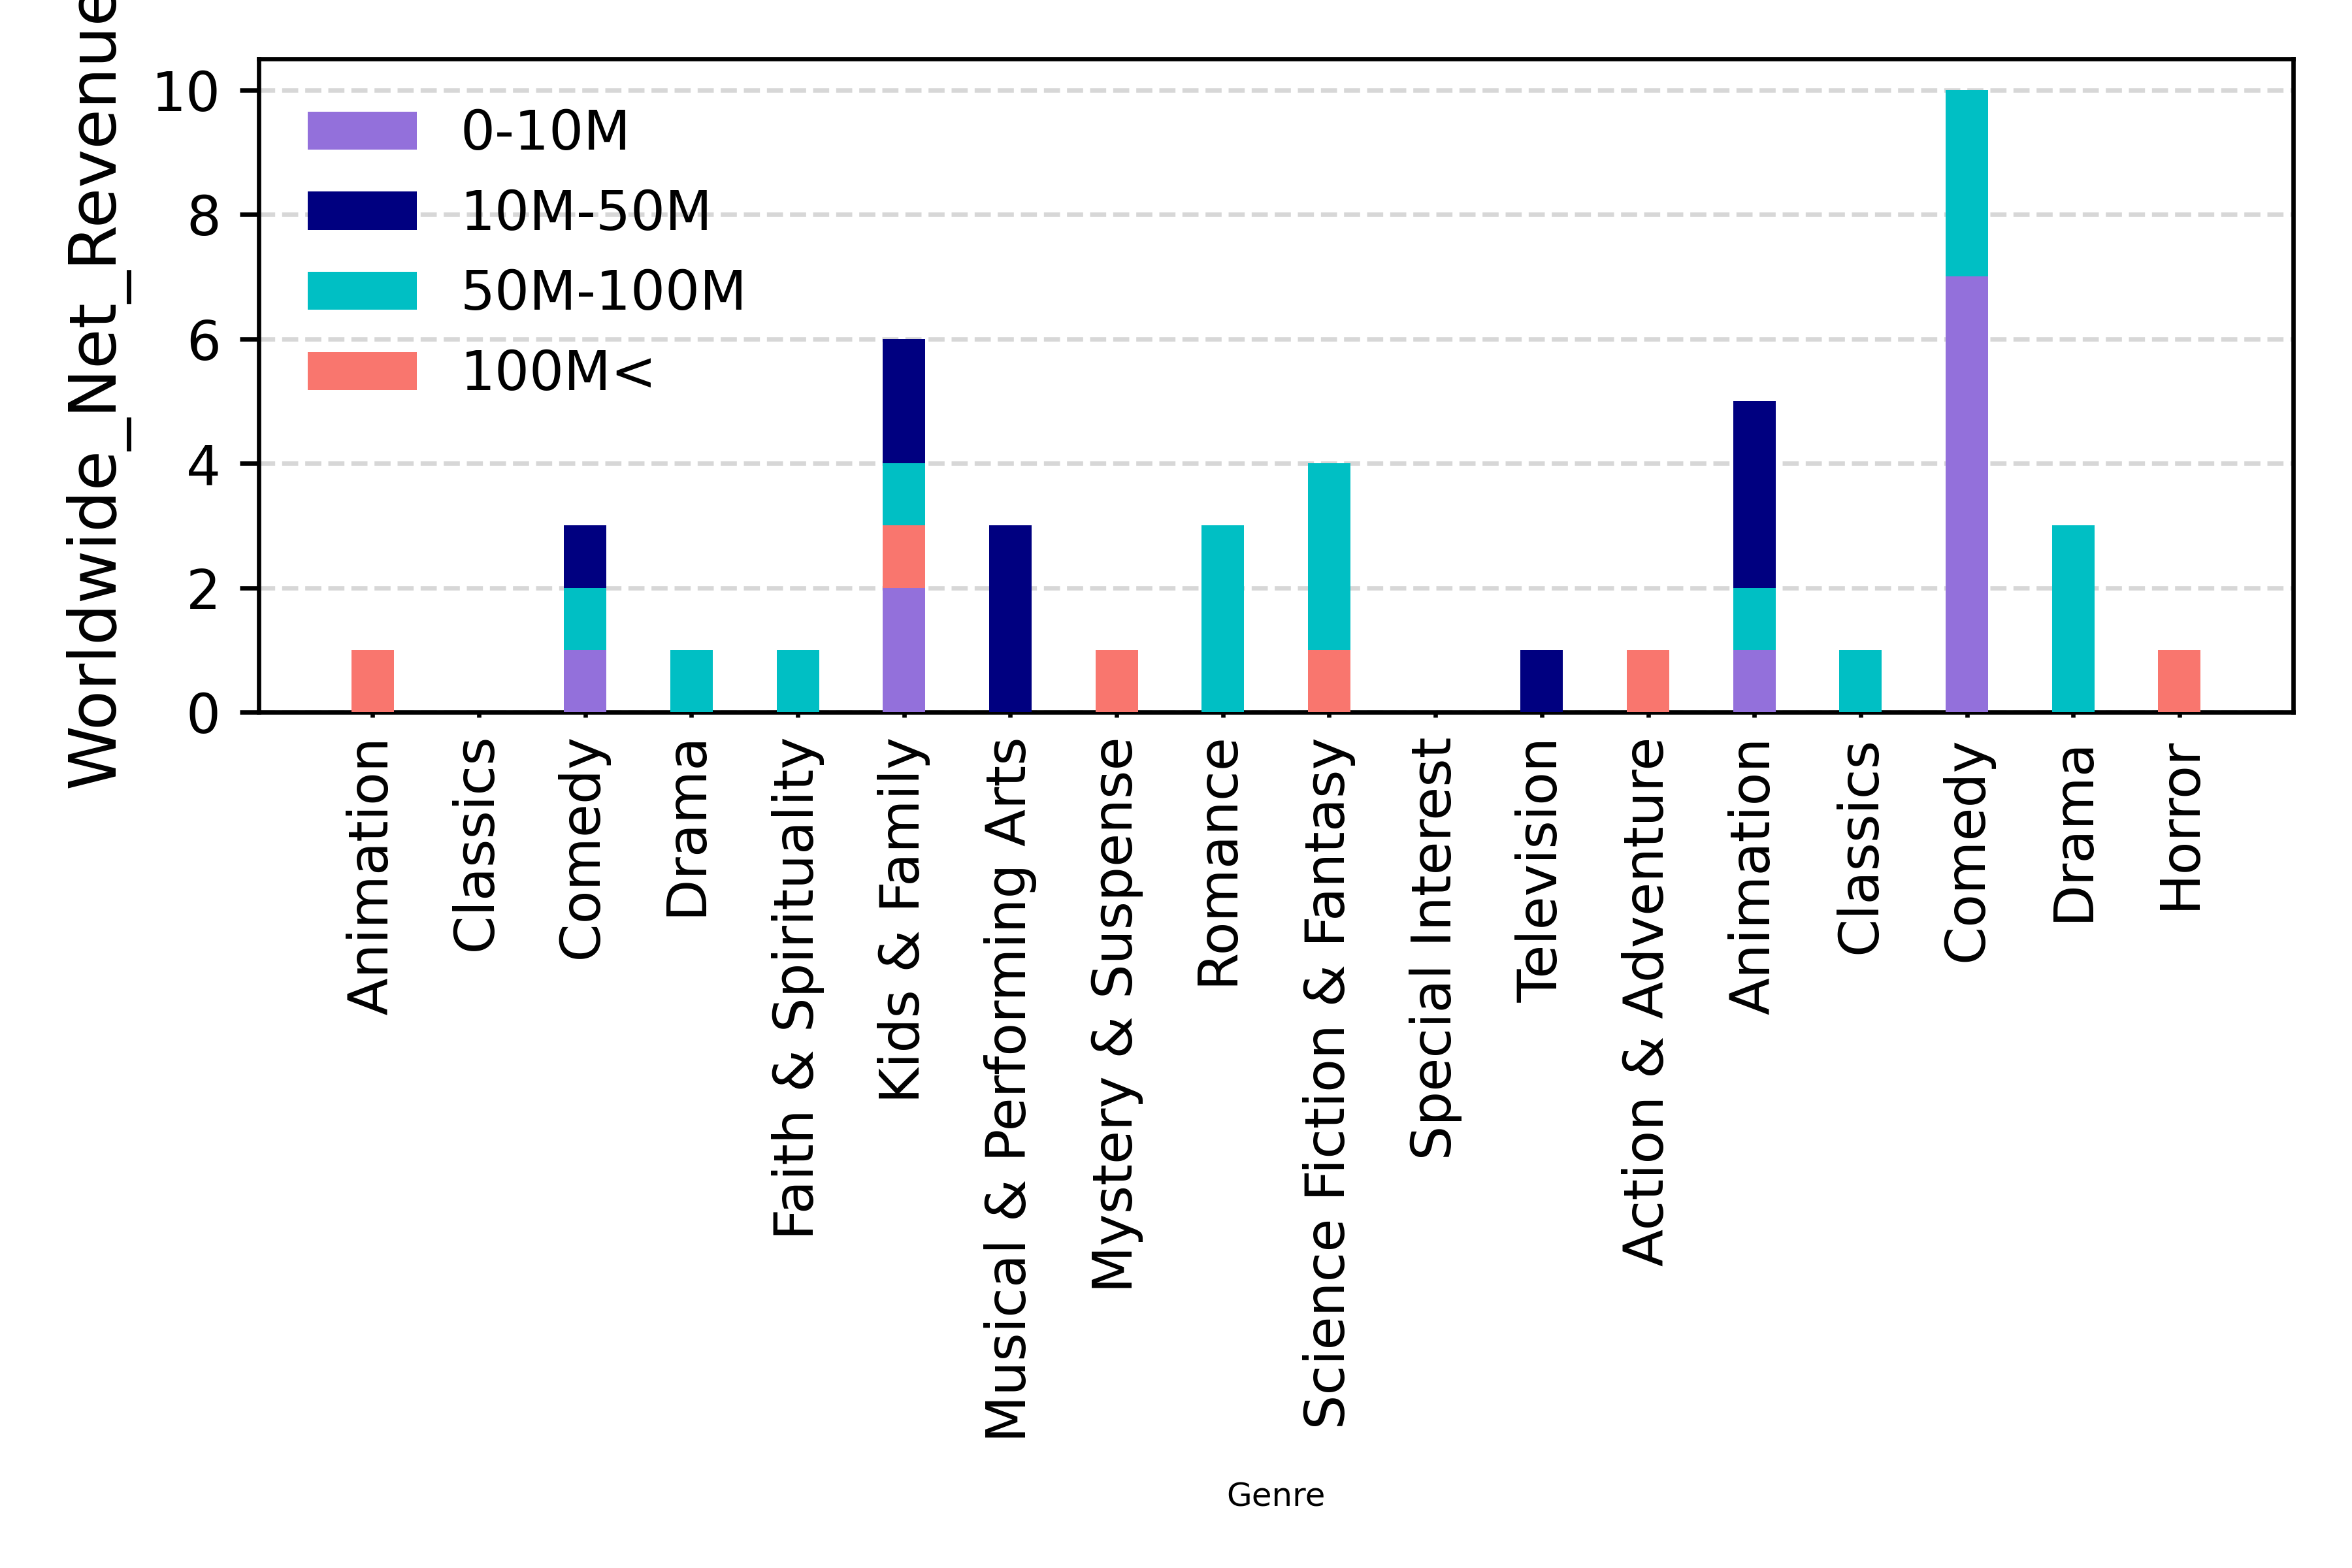 Worldwide_Net_Revenue
10
8
6
4
2
0
0-10M
10M-50M
50M-100M
100M<
Animation
Classics
Comedy
Drama
Faith & Spirituality
Kids & Family
Musical & Performing Arts
Mystery & Suspense
Romance
Science Fiction & Fantasy
Special Interest
Television
Action & Adventure
Animation
Classics
Comedy
Drama
Horror
Genre